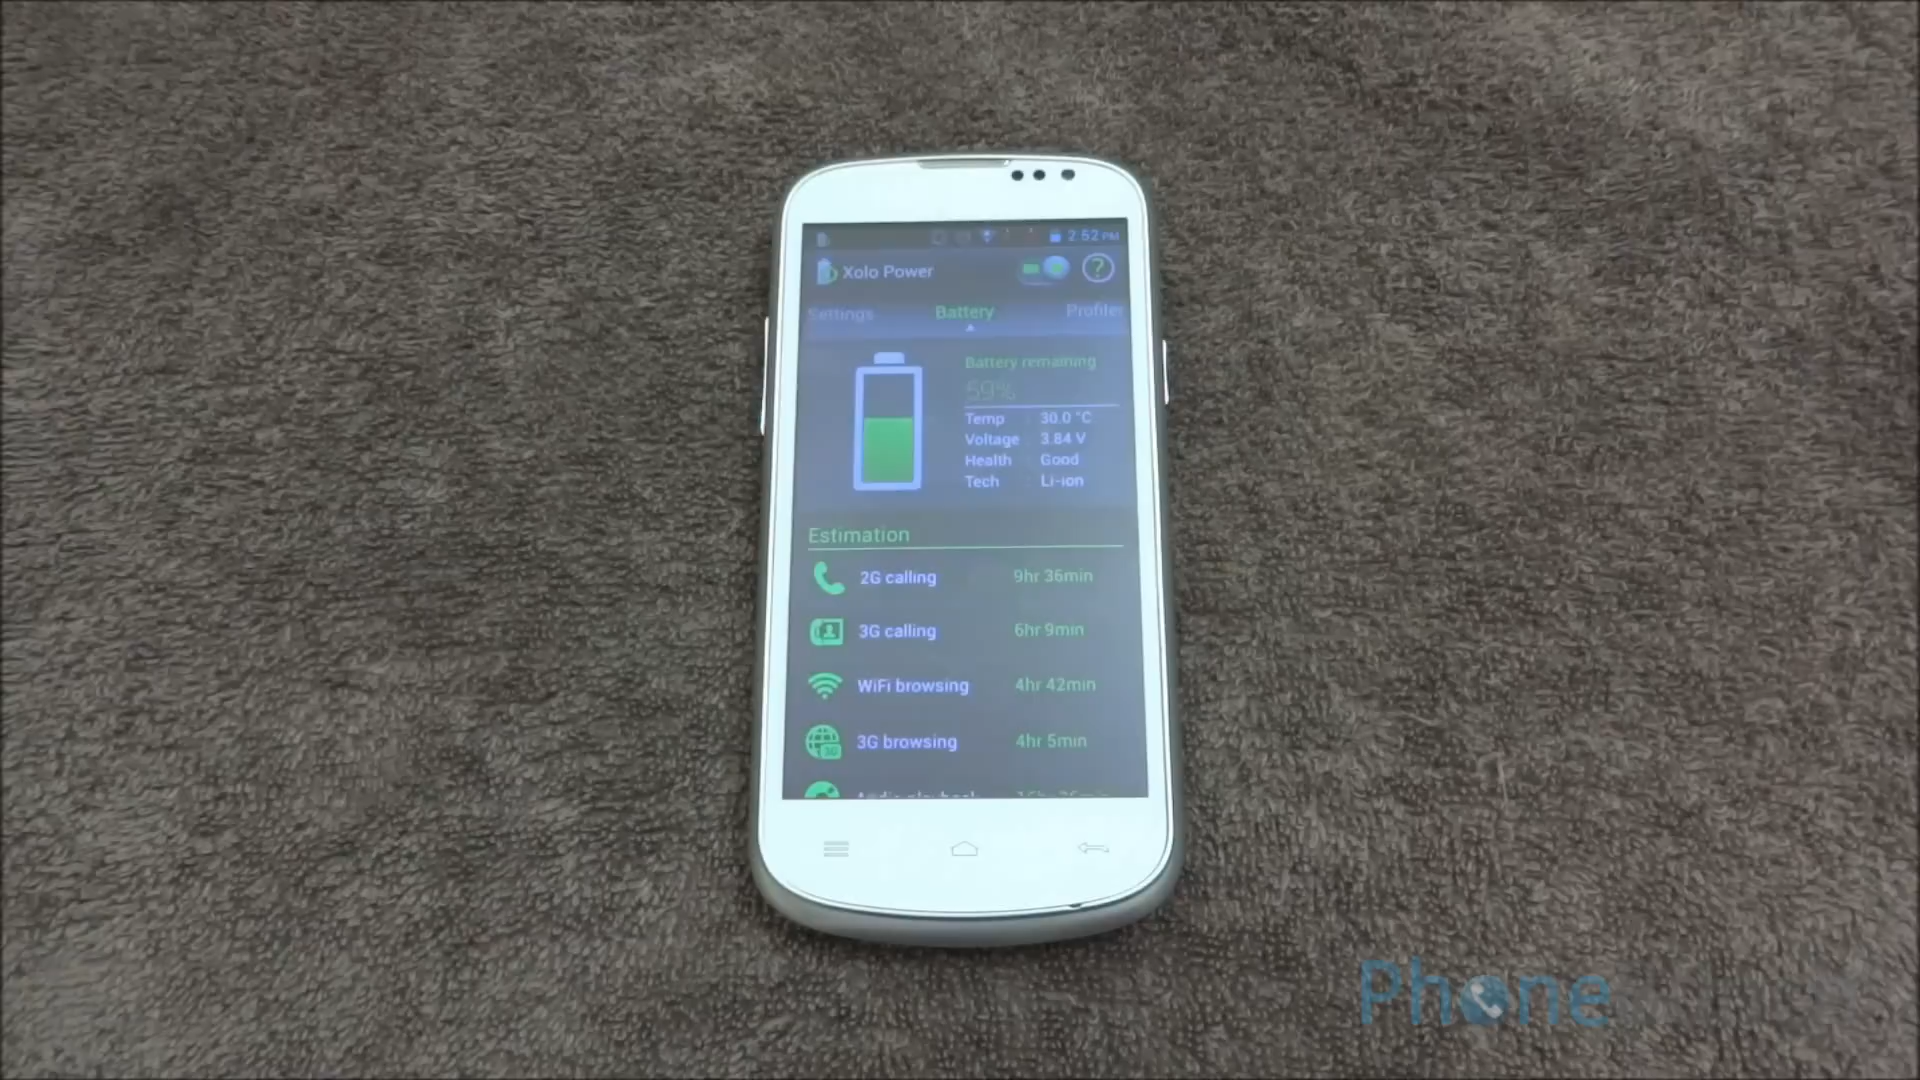 2:52 PM
Xolo Power
?
Settings Battery Profiler
Battery remaining
59%
Temp : 30.0 °C
Voltage : 3.84 V
Health : Good
Tech : Li-ion
Estimation
2G calling 9hr 36min
3G calling 6hr 9min
WiFi browsing 4hr 42min
3G browsing 4hr 5min
Phone